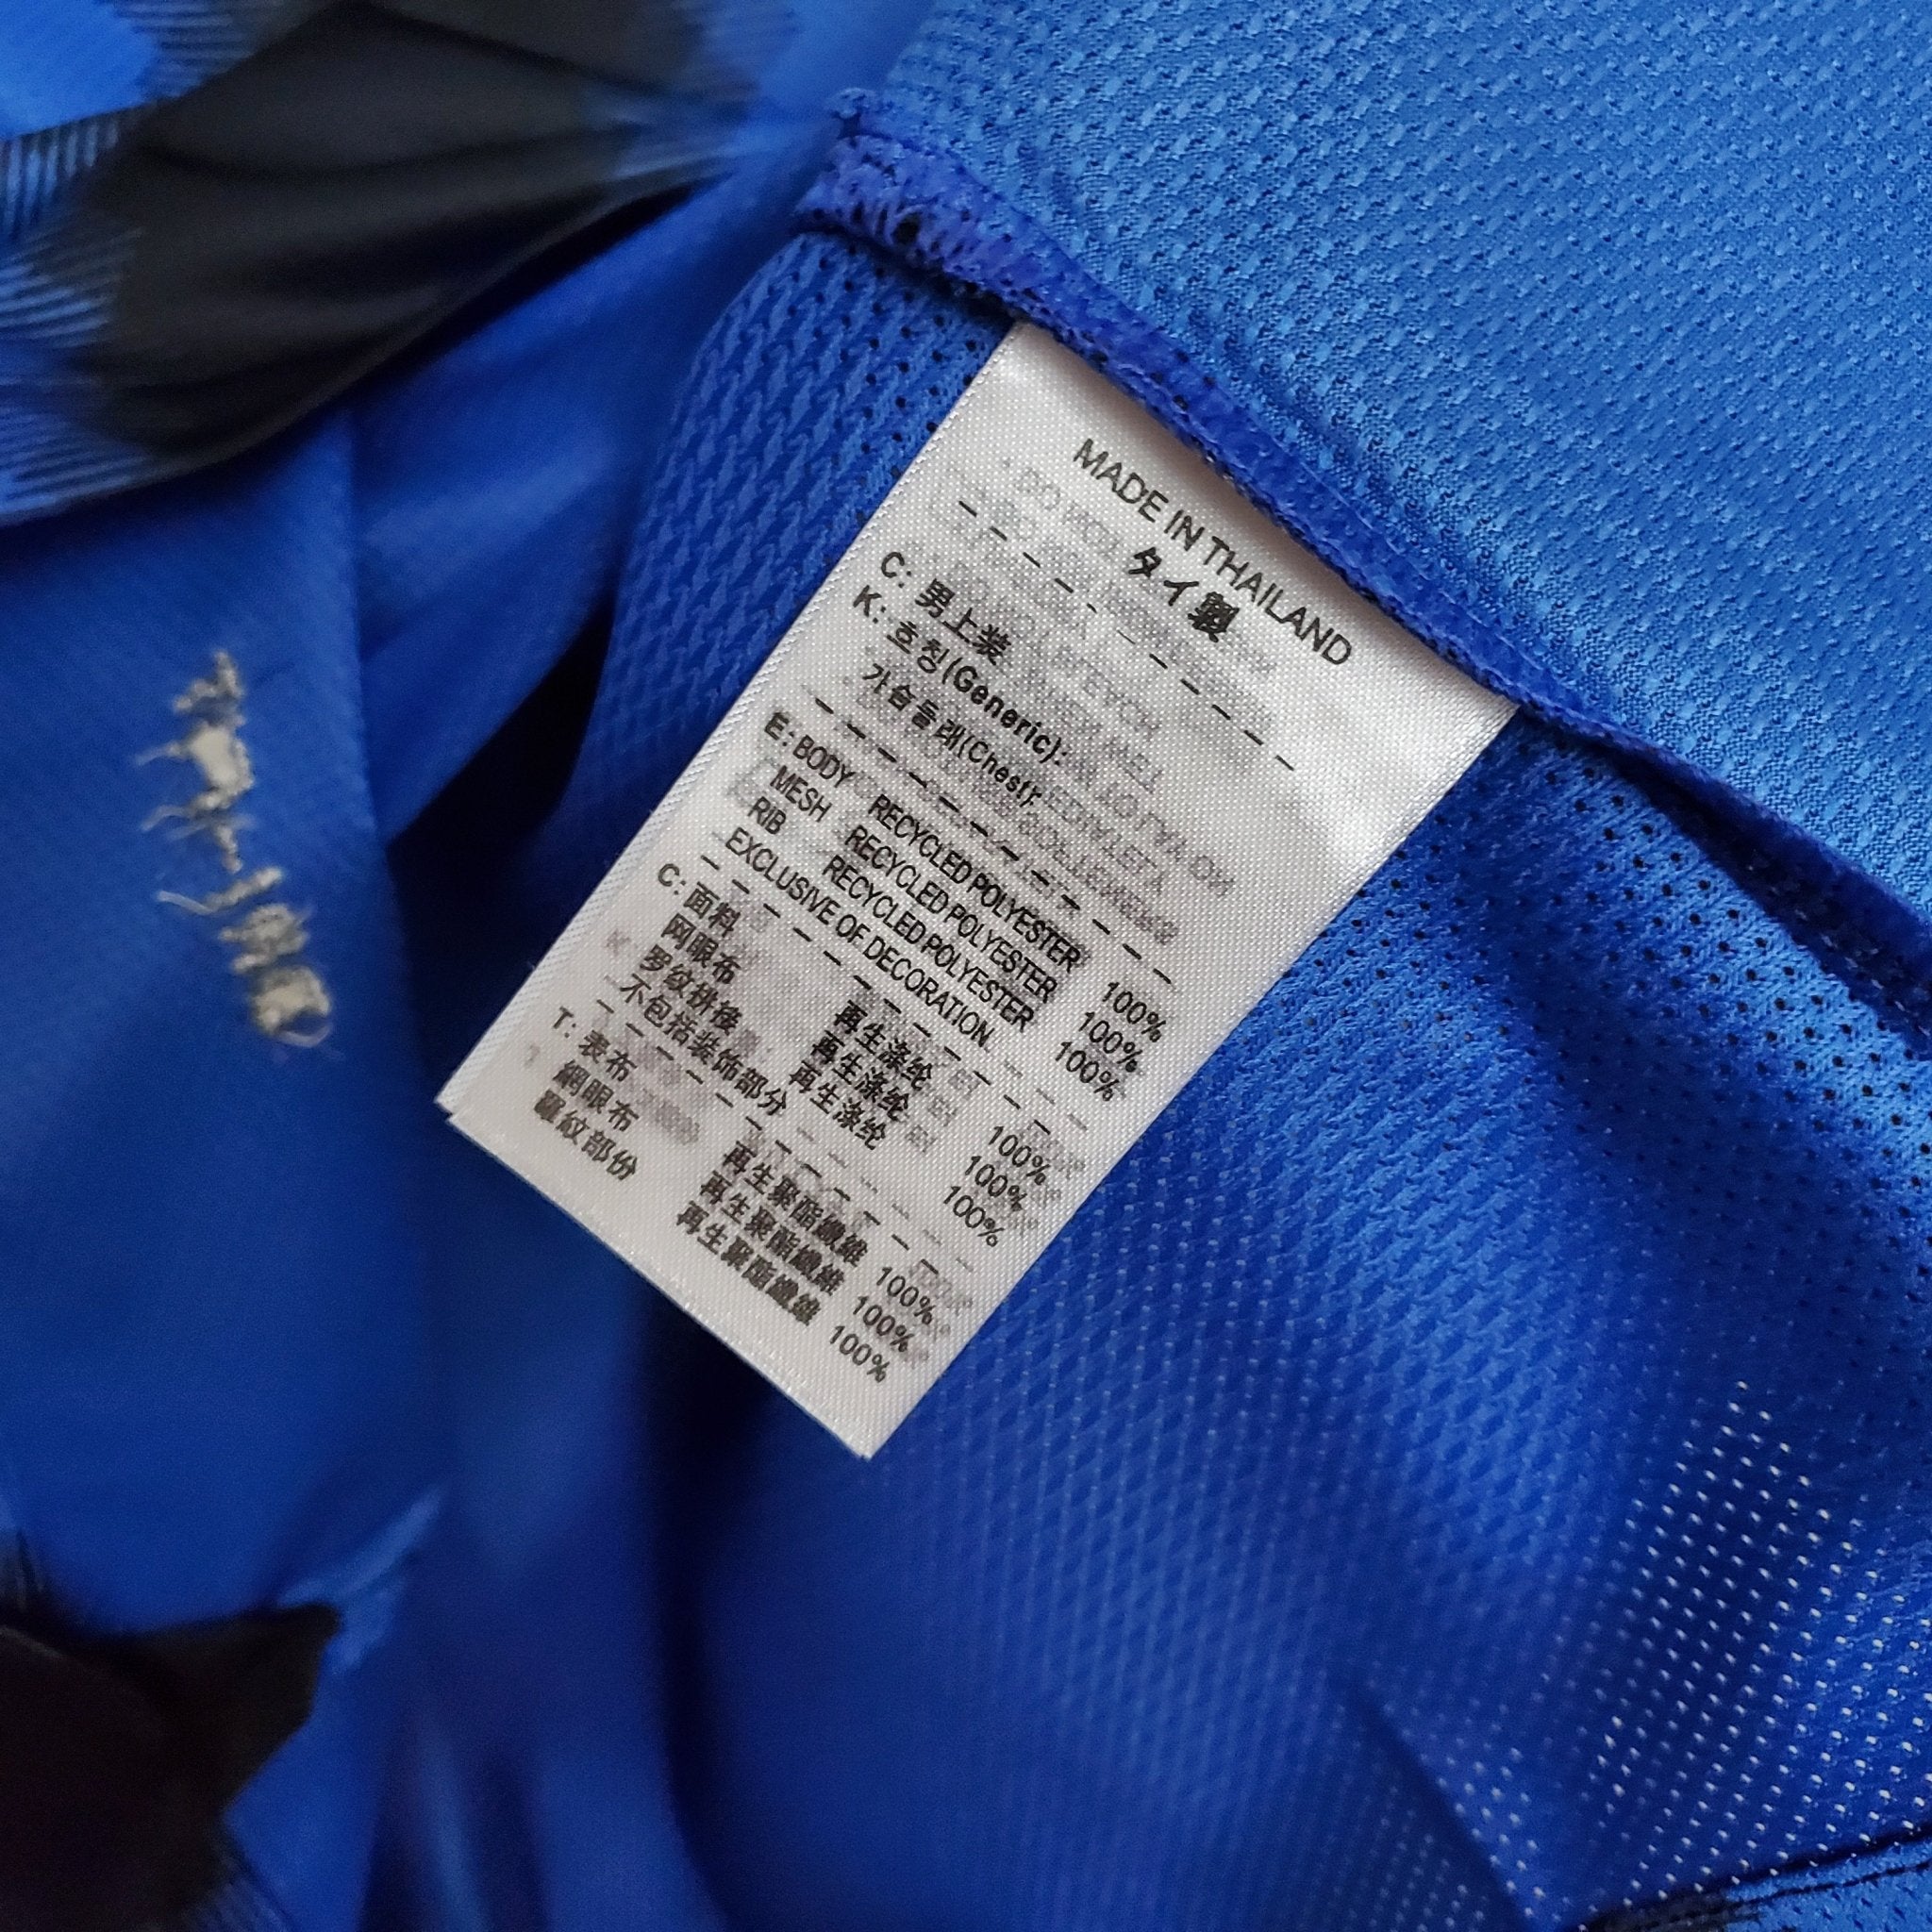 MADE IN THAILAND
タイ製
C: 男上装
K: 호칭(Generic):
가슴둘레(Chest):
E: BODY RECYCLED POLYESTER 100%
MESH RECYCLED POLYESTER 100%
RIB RECYCLED POLYESTER 100%
EXCLUSIVE OF DECORATION
C: 面料 再生涤纶 100%
网眼布 再生涤纶 100%
罗纹拼接 再生涤纶 100%
不包括装饰部分
T: 表布 再生聚酯纖維 100%
網眼布 再生聚酯纖維 100%
羅紋部份 再生聚酯纖維 100%